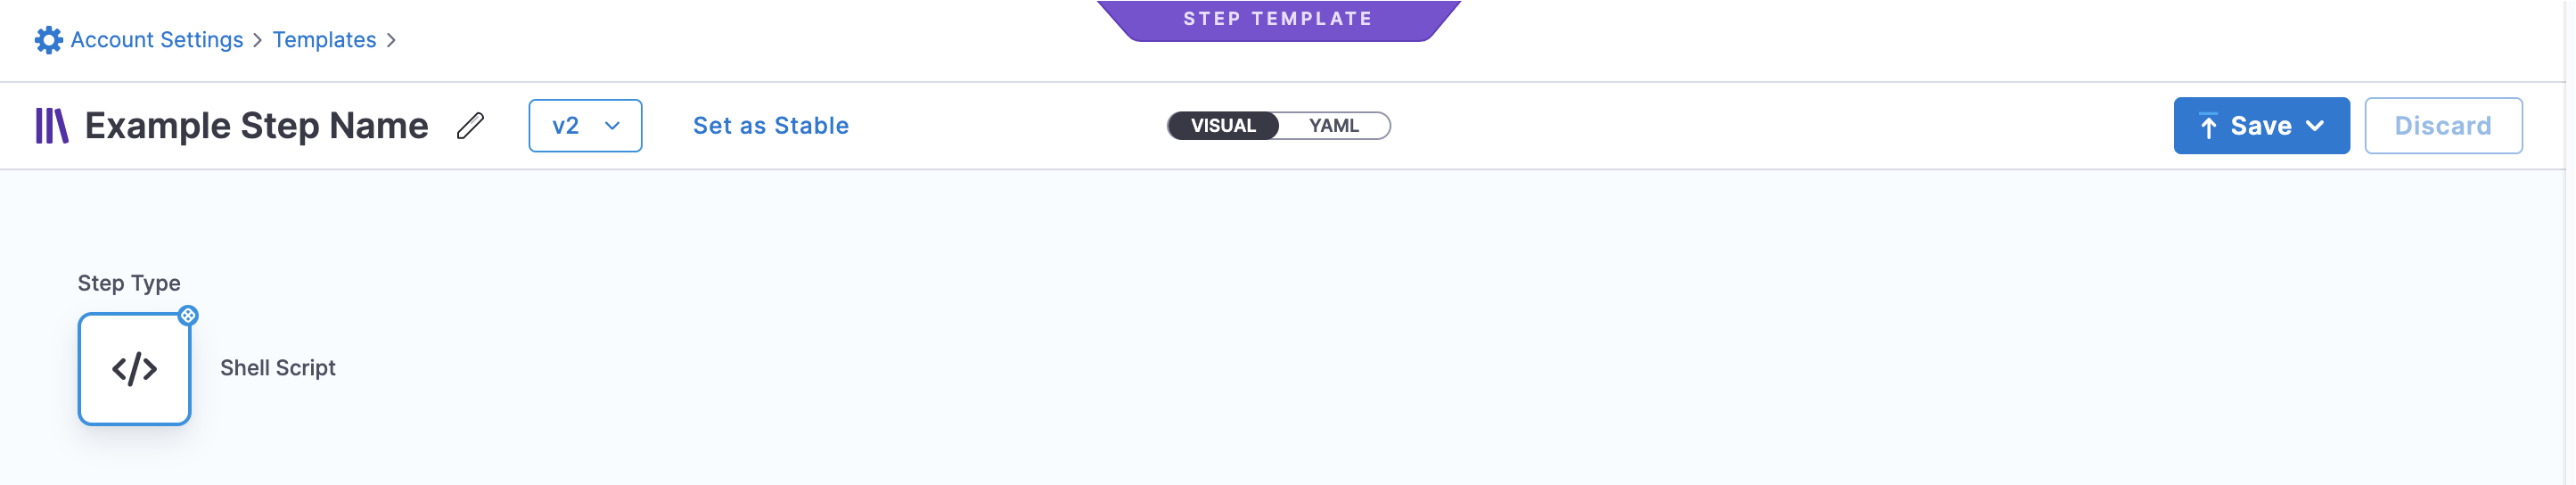 STEP TEMPLATE
Account Settings > Templates >
Example Step Name v2 Set as Stable VISUAL YAML Save Discard
Step Type
</> Shell Script